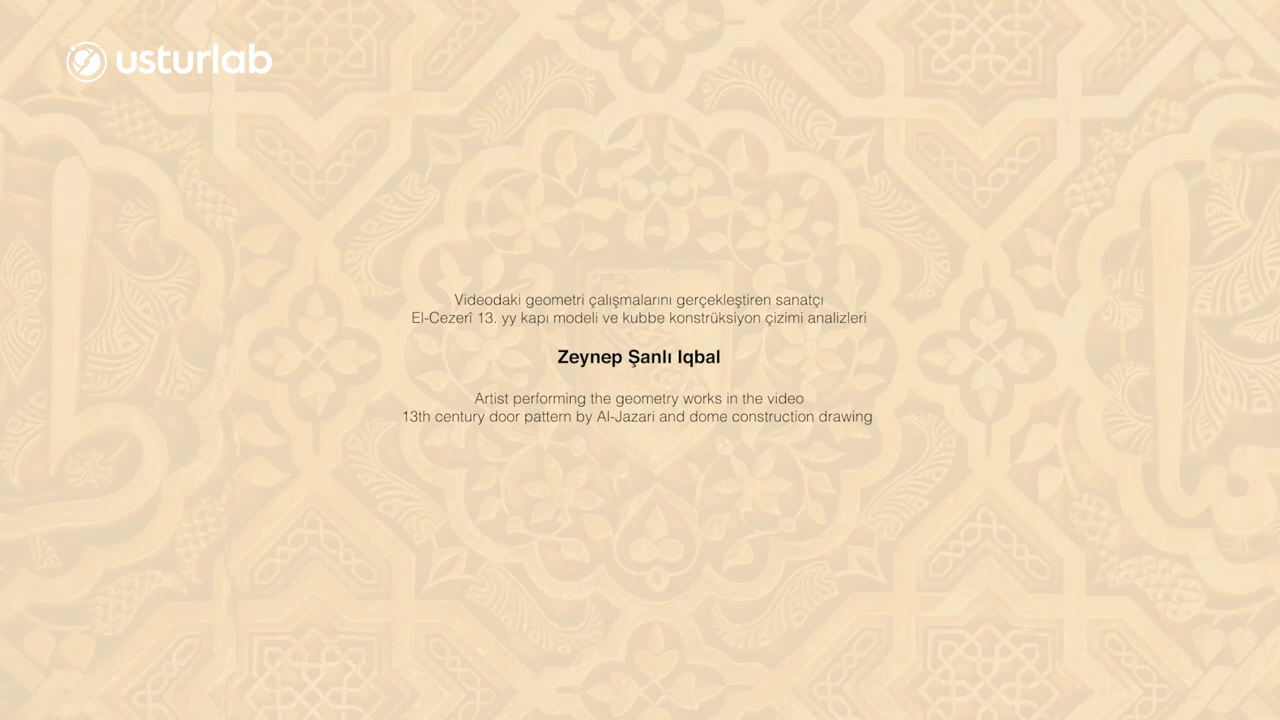 usturlab
Videodaki geometri çalışmalarını gerçekleştiren sanatçı
El-Cezerî 13. yy kapı modeli ve kubbe konstrüksiyon çizimi analizleri
Zeynep Şanlı Iqbal
Artist performing the geometry works in the video
13th century door pattern by Al-Jazari and dome construction drawing